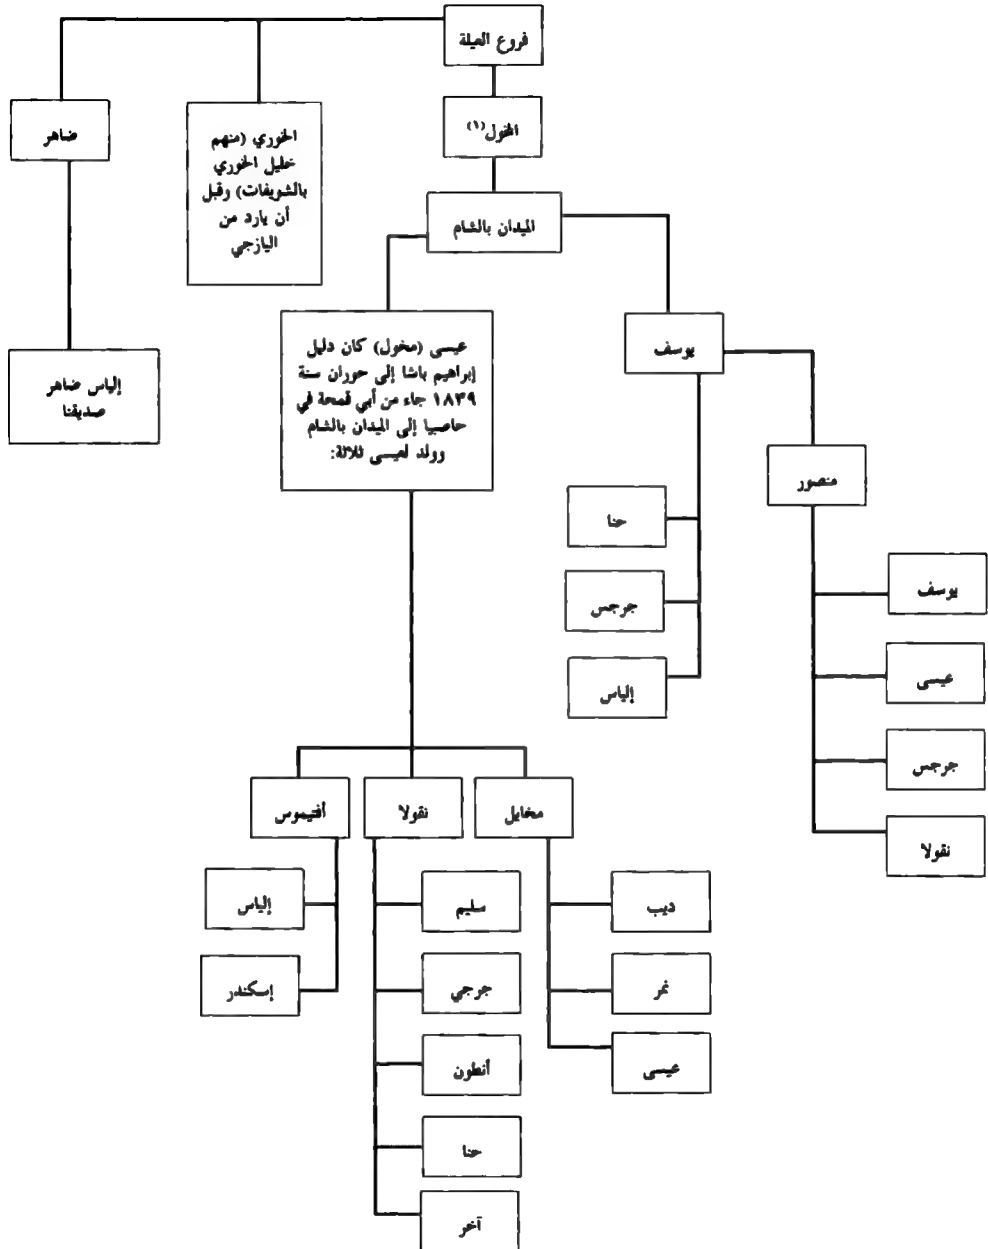 فروع العيلة
المخول(١)
الميدان بالشام
ضاهر
الخوري (منهم
خليل الخوري
بالشويفات) وقبل
أن يارد من
اليازجي
إلياس ضاهر
صديقنا
يوسف
عيسى (مخول) كان دليل
إبراهيم باشا إلى حوران سنة
١٨٣٩ جاء من أبي قمحة في
حاصبيا إلى الميدان بالشام
وولد لعيسى ثلاثة:
منصور
حنا
جرجس
إلياس
يوسف
عيسى
جرجس
نقولا
مخايل
نقولا
أفتيموس
ديب
نمر
عيسى
سليم
جرجي
أنطون
حنا
آخر
إلياس
إسكندر